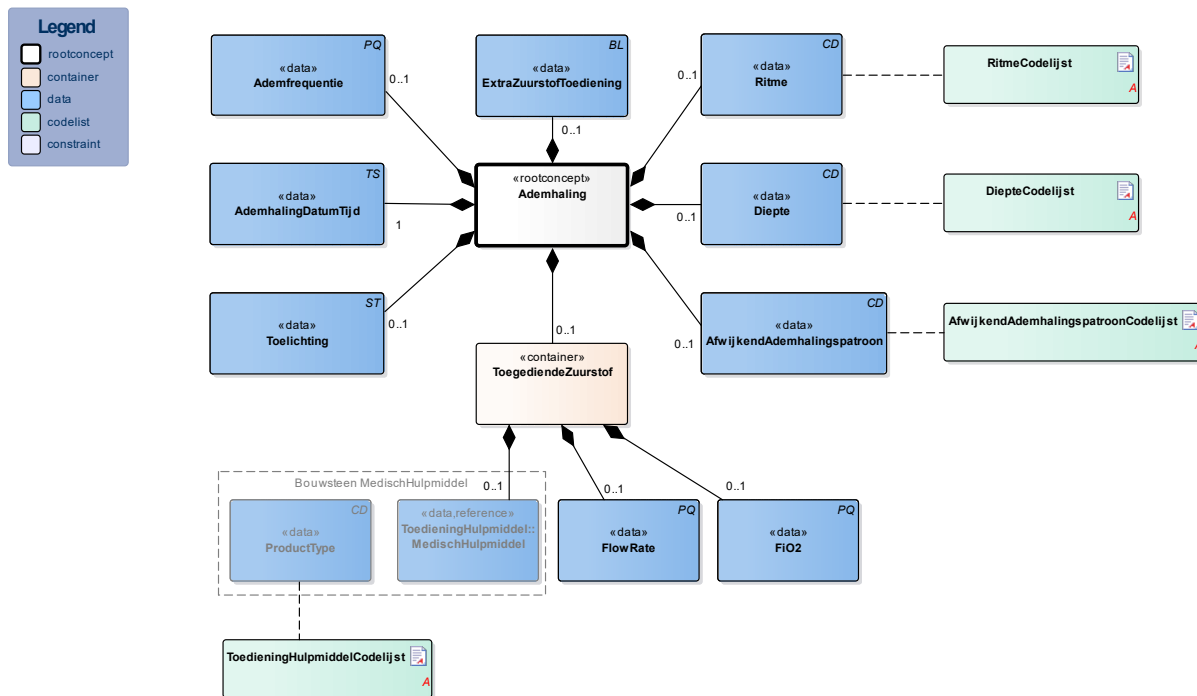 Legend
rootconcept
container
data
codelist
constraint
PQ
«data»
Ademfrequentie
0..1
BL
«data»
ExtraZuurstofToediening
0..1
CD
«data»
Ritme
0..1
RitmeCodelijst
A
TS
«data»
AdemhalingDatumTijd
1
«rootconcept»
Ademhaling
CD
«data»
Diepte
0..1
DiepteCodelijst
A
ST
«data»
Toelichting
0..1
CD
«data»
AfwijkendAdemhalingspatroon
0..1
AfwijkendAdemhalingspatroonCodelijst
A
0..1
«container»
ToegediendeZuurstof
Bouwsteen MedischHulpmiddel
CD
«data»
ProductType
0..1
«data,reference»
ToedieningHulpmiddel::
MedischHulpmiddel
0..1
PQ
«data»
FlowRate
0..1
PQ
«data»
FiO2
ToedieningHulpmiddelCodelijst
A